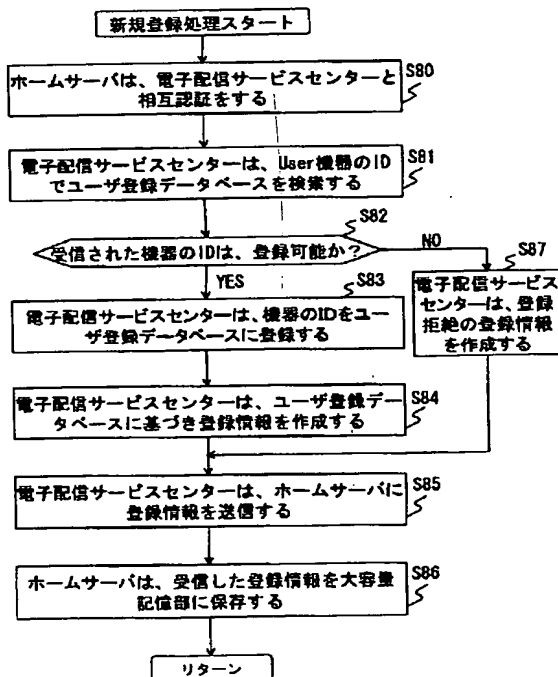 新規登録処理スタート
ホームサーバは、電子配信サービスセンターと
相互認証をする
S80
電子配信サービスセンターは、User機器のID
でユーザ登録データベースを検索する
S81
受信された機器のIDは、登録可能か?
S82
NO
YES
電子配信サービスセンターは、機器のIDをユー
ザ登録データベースに登録する
S83
電子配信サービス
センターは、登録
拒絶の登録情報
を作成する
S87
電子配信サービスセンターは、ユーザ登録デー
タベースに基づき登録情報を作成する
S84
電子配信サービスセンターは、ホームサーバに
登録情報を送信する
S85
ホームサーバは、受信した登録情報を大容量
記憶部に保存する
S86
リターン